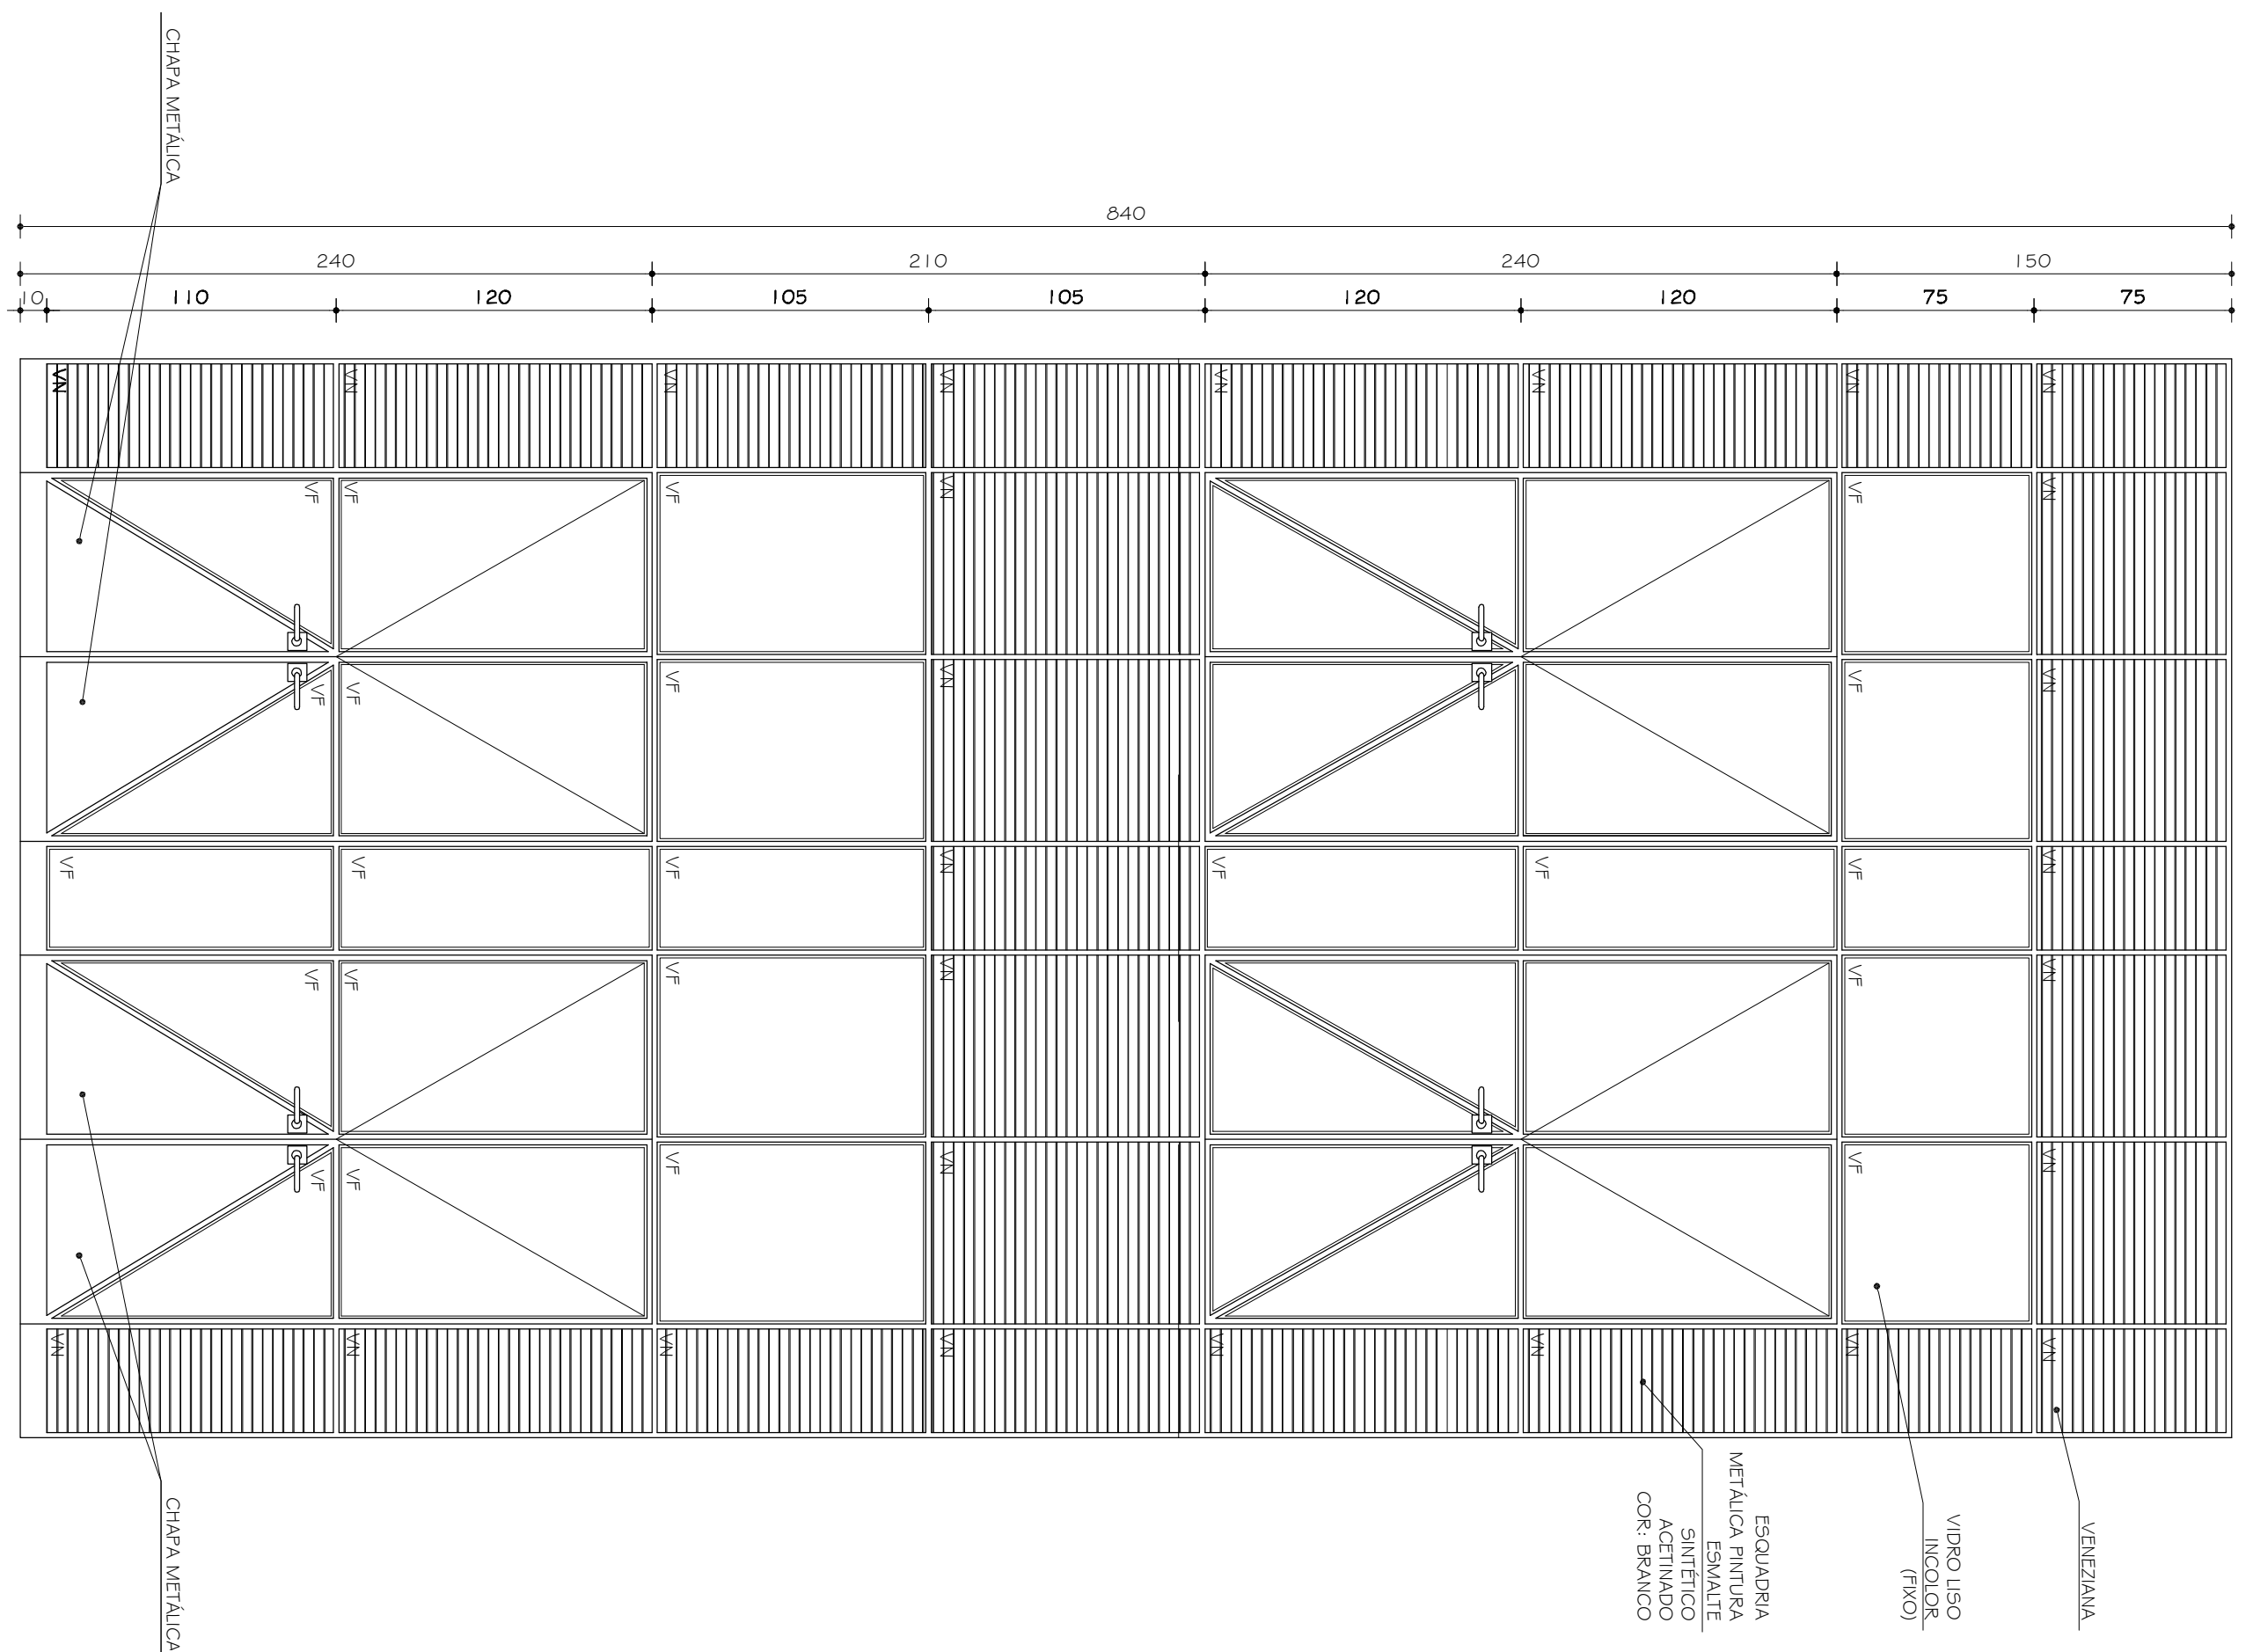 CHAPA METÁLICA
840
240
210
240
150
10
110
120
105
105
120
120
75
75
VN
VN
VN
VN
VN
VN
VN
VN
VF
VF
VF
VN
VF
VN
VF
VF
VF
VN
VF
VN
VF
VF
VF
VN
VF
VF
VF
VN
VF
VF
VF
VN
VF
VN
VF
VF
VF
VN
VF
VN
VN
VN
VN
VN
VN
VN
VN
VN
CHAPA METÁLICA
ESQUADRIA
METÁLICA PINTURA
ESMALTE
SINTÉTICO
ACETINADO
COR: BRANCO
VIDRO LISO
INCOLOR
(FIXO)
VENEZIANA